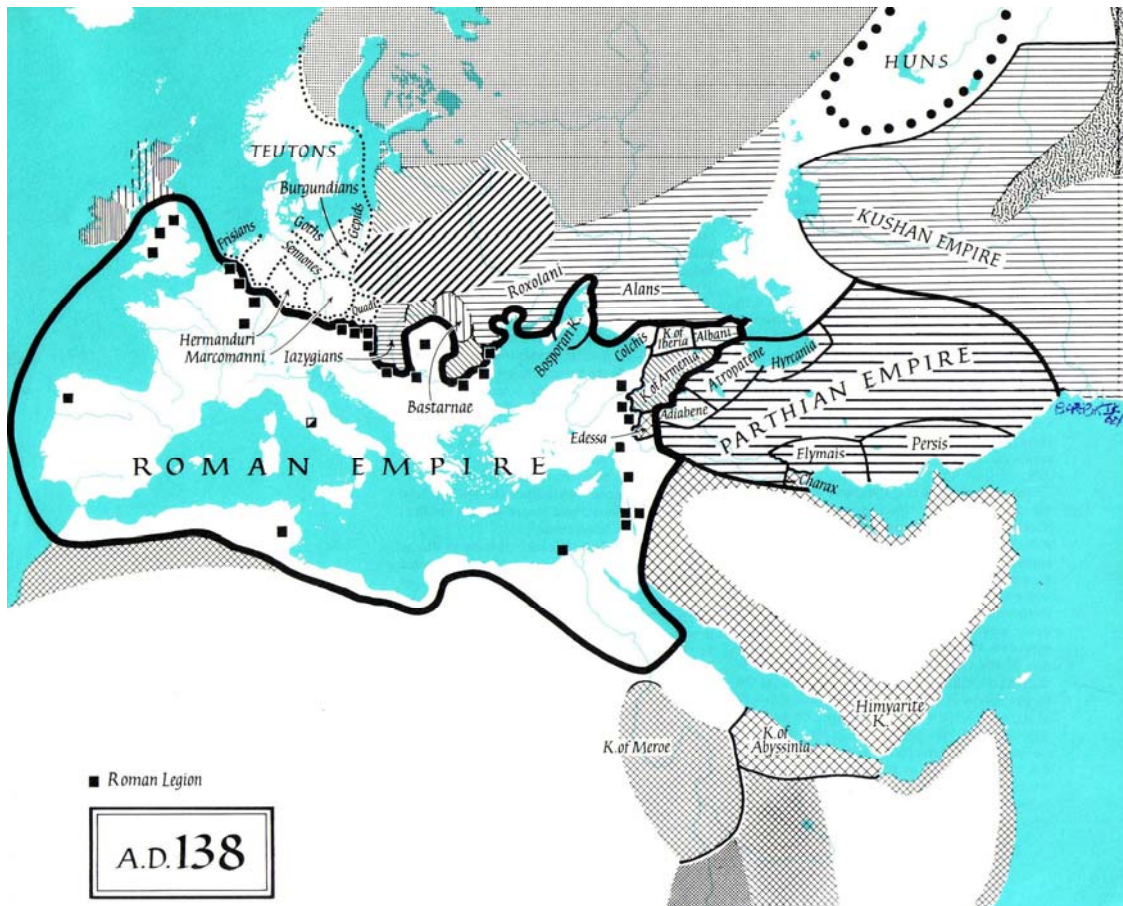 HUNS
TEUTONS
Burgundians
Frisians
Goths
Gepids
Sennones
KUSHAN EMPIRE
Roxolani
Alans
Quadi
Hermanduri
Marcomanni
Iazygians
Bosporan K.
Colchis
K. of
Iberia
Albani
K. of Armenia
Atropatene
Hyrcania
Bastarnae
Adiabene
PARTHIAN EMPIRE
Edessa
ROMAN EMPIRE
Elymais
Persis
Charax
Himyarite
K.
K. of Meroe
K. of
Abyssinia
Roman Legion
A.D. 138